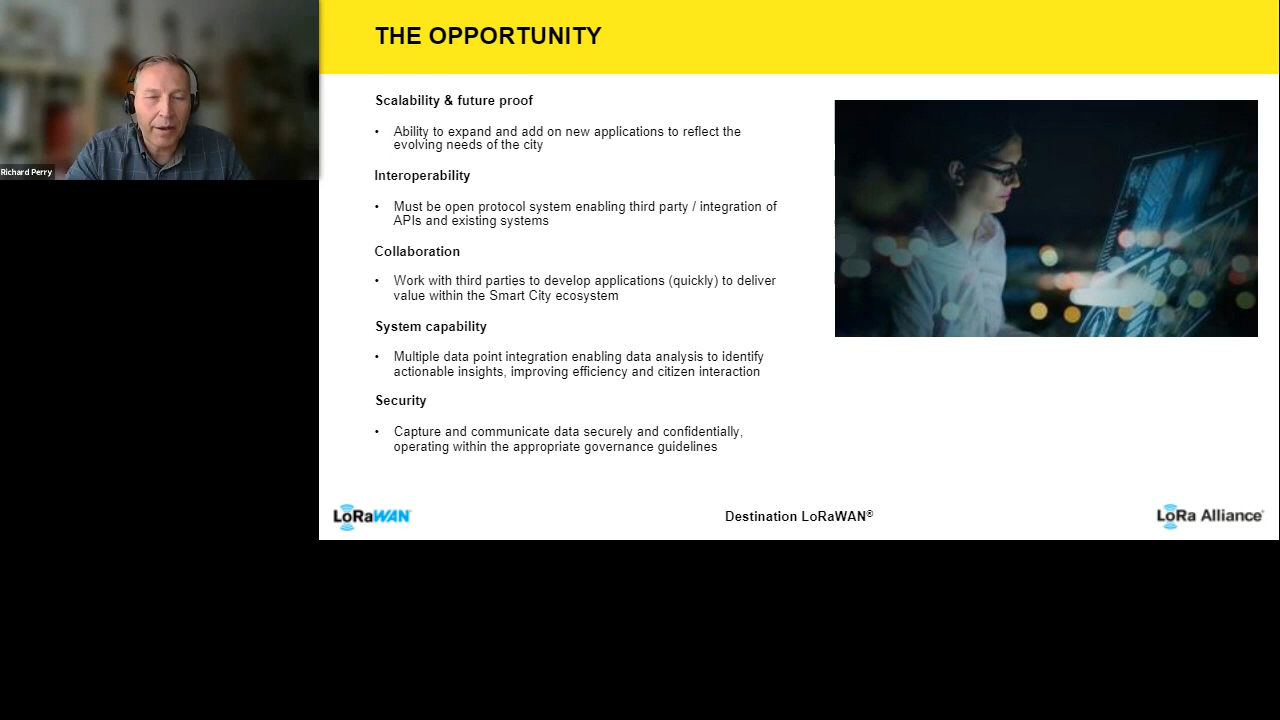 THE OPPORTUNITY
Richard Perry
Scalability & future proof
• Ability to expand and add on new applications to reflect the
evolving needs of the city
Interoperability
• Must be open protocol system enabling third party / integration of
APIs and existing systems
Collaboration
• Work with third parties to develop applications (quickly) to deliver
value within the Smart City ecosystem
System capability
• Multiple data point integration enabling data analysis to identify
actionable insights, improving efficiency and citizen interaction
Security
• Capture and communicate data securely and confidentially,
operating within the appropriate governance guidelines
LoRaWAN
Destination LoRaWAN®
LoRa Alliance